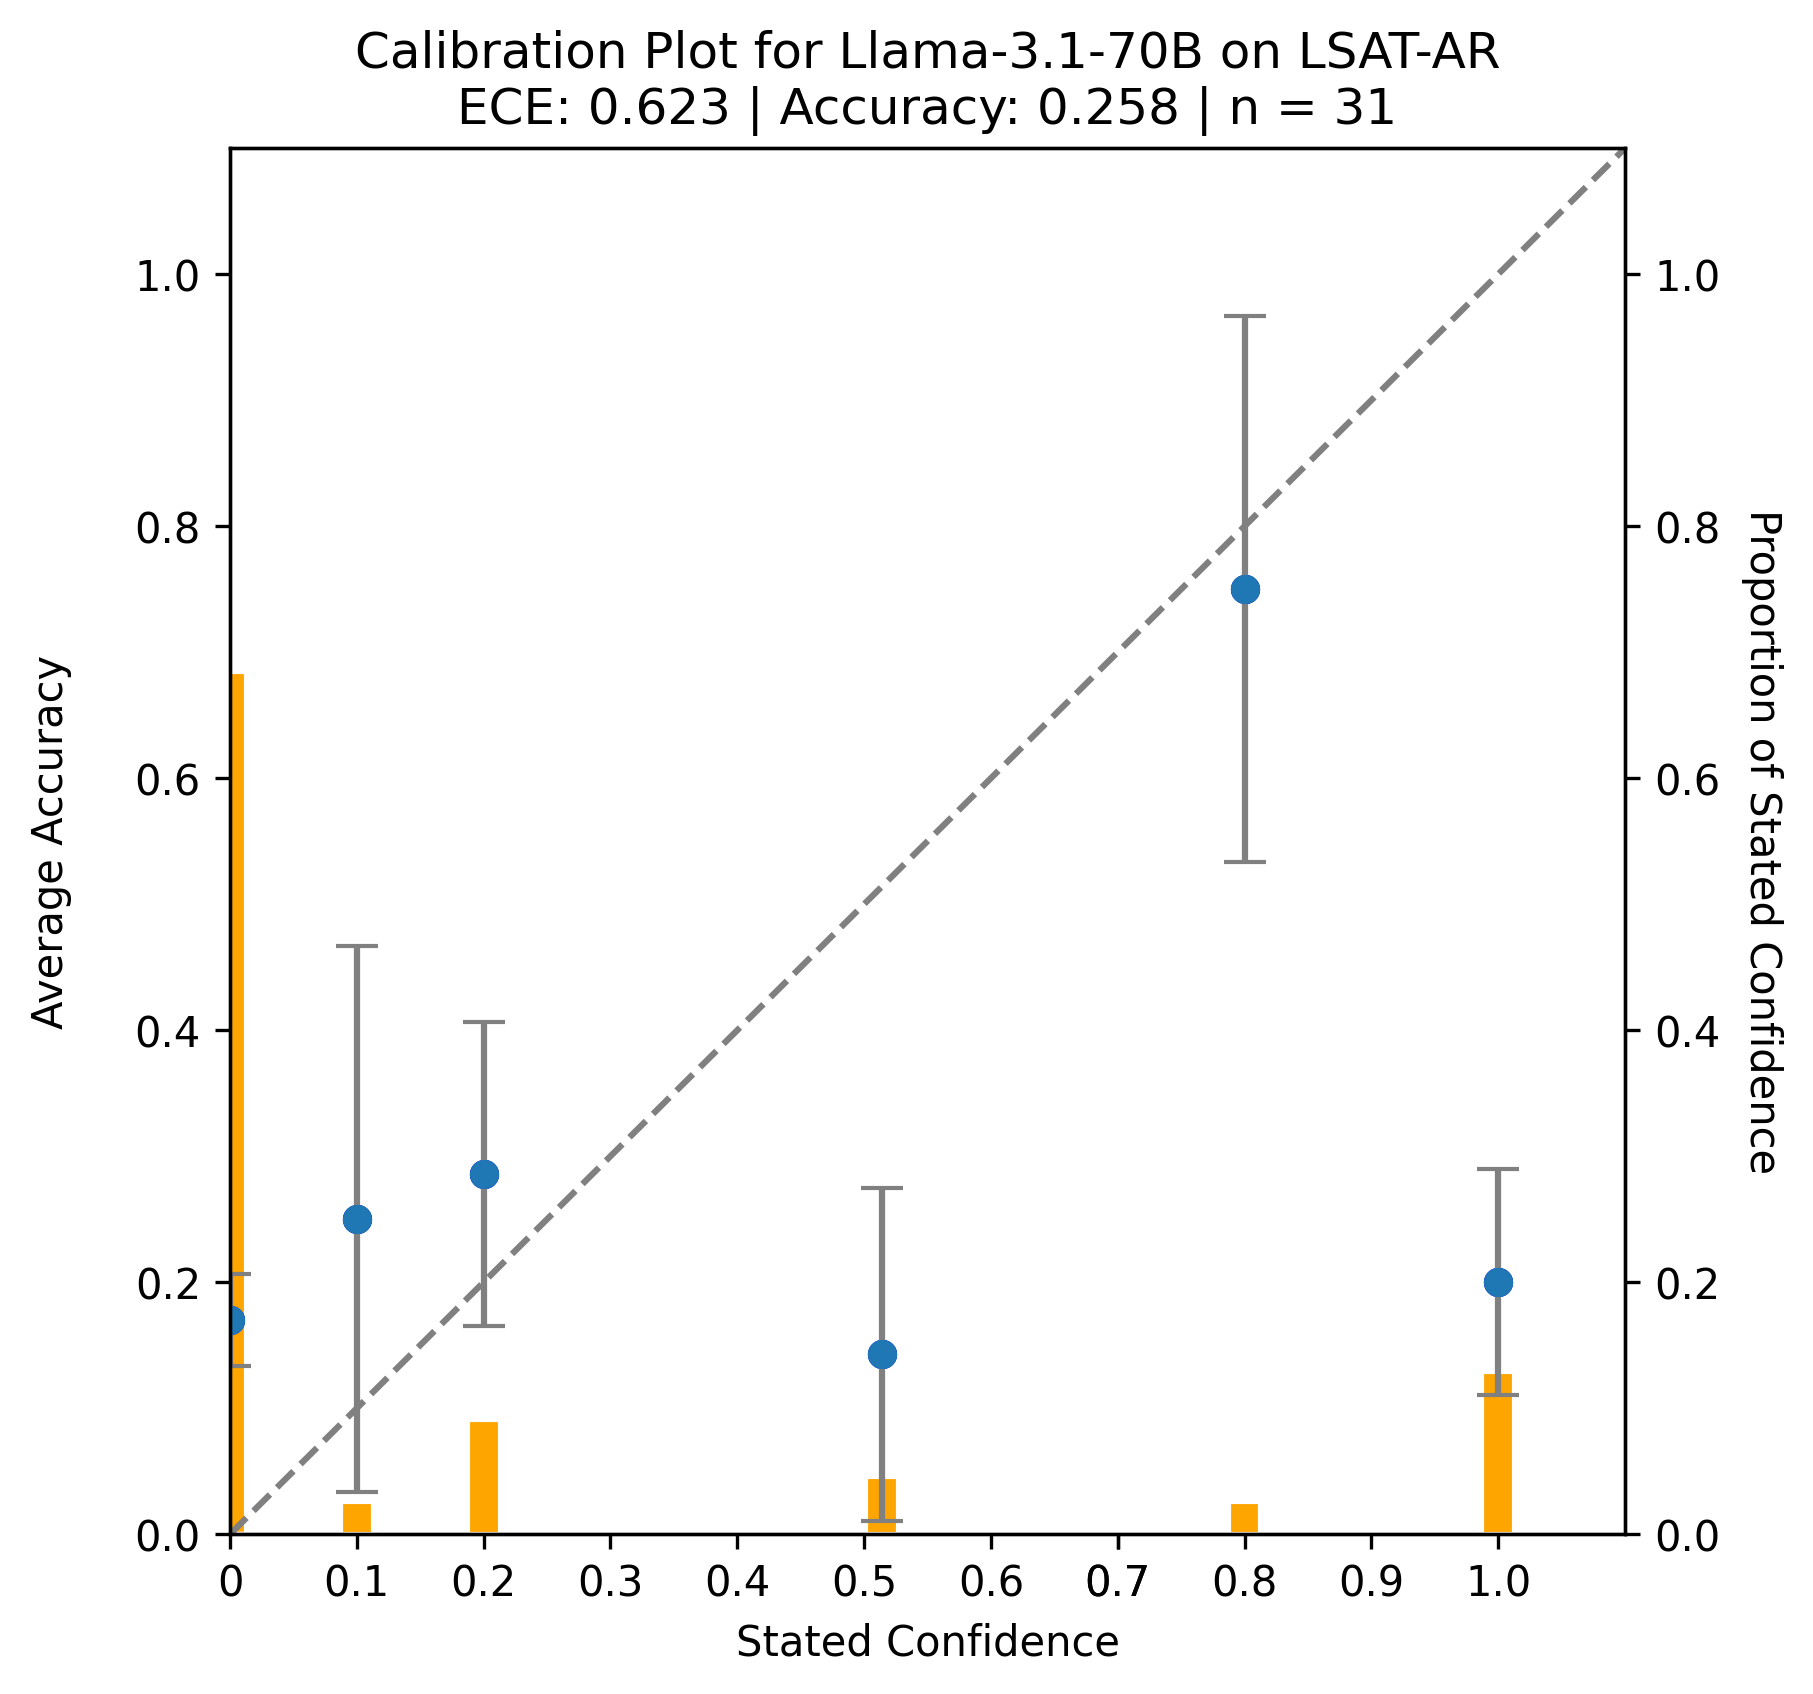 Calibration Plot for Llama-3.1-70B on LSAT-AR
ECE: 0.623 | Accuracy: 0.258 | n = 31
Average Accuracy
1.0
0.8
0.6
0.4
0.2
0.0
1.0
0.8
0.6
0.4
0.2
0.0
Proportion of Stated Confidence
0 0.1 0.2 0.3 0.4 0.5 0.6 0.7 0.8 0.9 1.0
Stated Confidence